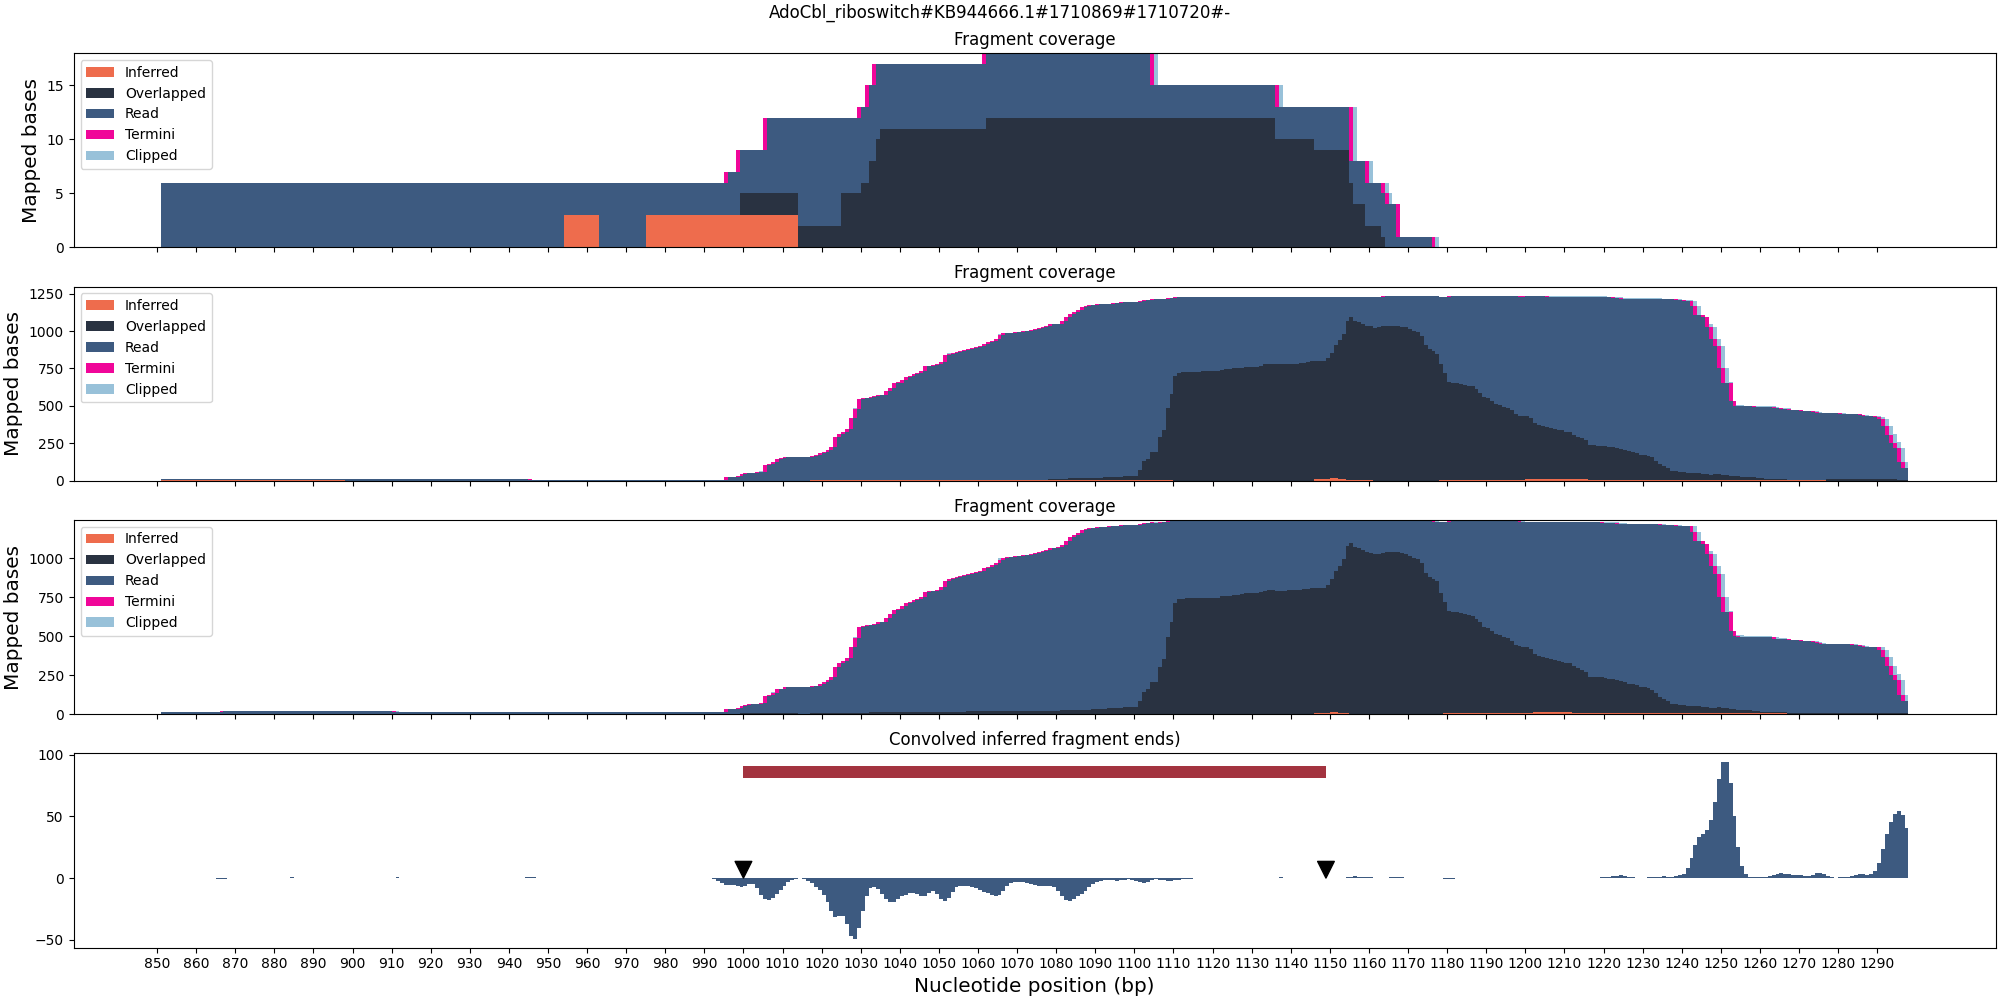 AdoCbl_riboswitch#KB944666.1#1710869#1710720#-
Fragment coverage
Mapped bases
15
10
5
0
Inferred
Overlapped
Read
Termini
Clipped
Fragment coverage
Mapped bases
1250
1000
750
500
250
0
Inferred
Overlapped
Read
Termini
Clipped
Fragment coverage
Mapped bases
1000
750
500
250
0
Inferred
Overlapped
Read
Termini
Clipped
Convolved inferred fragment ends)
100
50
0
−50
850 860 870 880 890 900 910 920 930 940 950 960 970 980 990 1000 1010 1020 1030 1040 1050 1060 1070 1080 1090 1100 1110 1120 1130 1140 1150 1160 1170 1180 1190 1200 1210 1220 1230 1240 1250 1260 1270 1280 1290
Nucleotide position (bp)